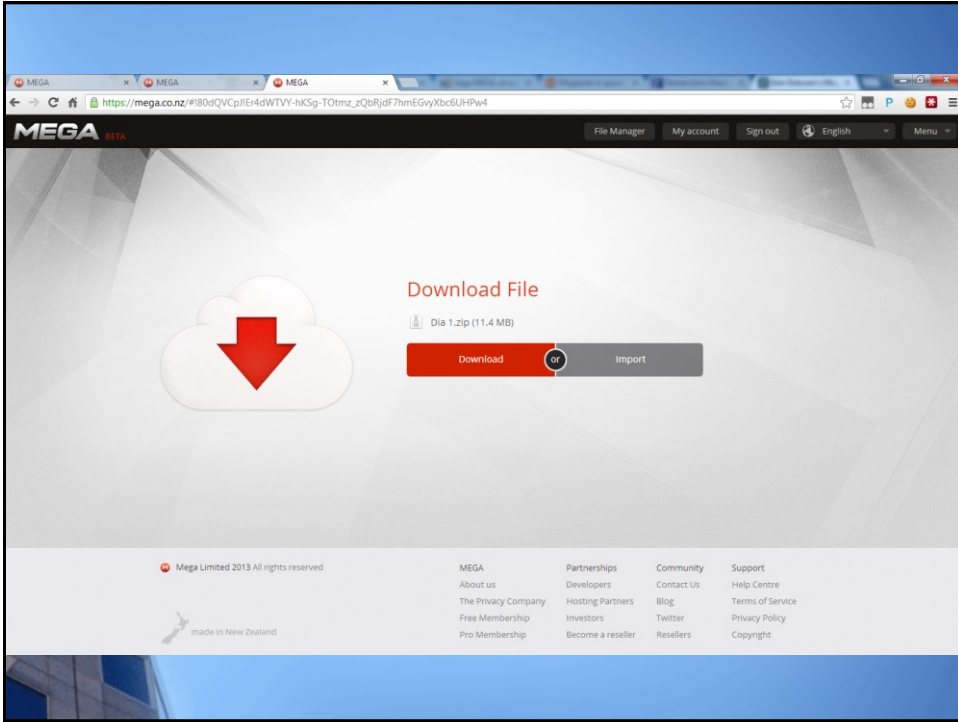 MEGA MEGA MEGA
https://mega.co.nz/#!80dQVCpJ!Er4dWTVY-hKSg-TOtmz_zQbRjdF7hmEGvyXbc6UHPw4
MEGA BETA File Manager My account Sign out English Menu
Download File
Dia 1.zip (11.4 MB)
Download or Import
Mega Limited 2013 All rights reserved
made in New Zealand
MEGA
About us
The Privacy Company
Free Membership
Pro Membership
Partnerships
Developers
Hosting Partners
Investors
Become a reseller
Community
Contact Us
Blog
Twitter
Resellers
Support
Help Centre
Terms of Service
Privacy Policy
Copyright